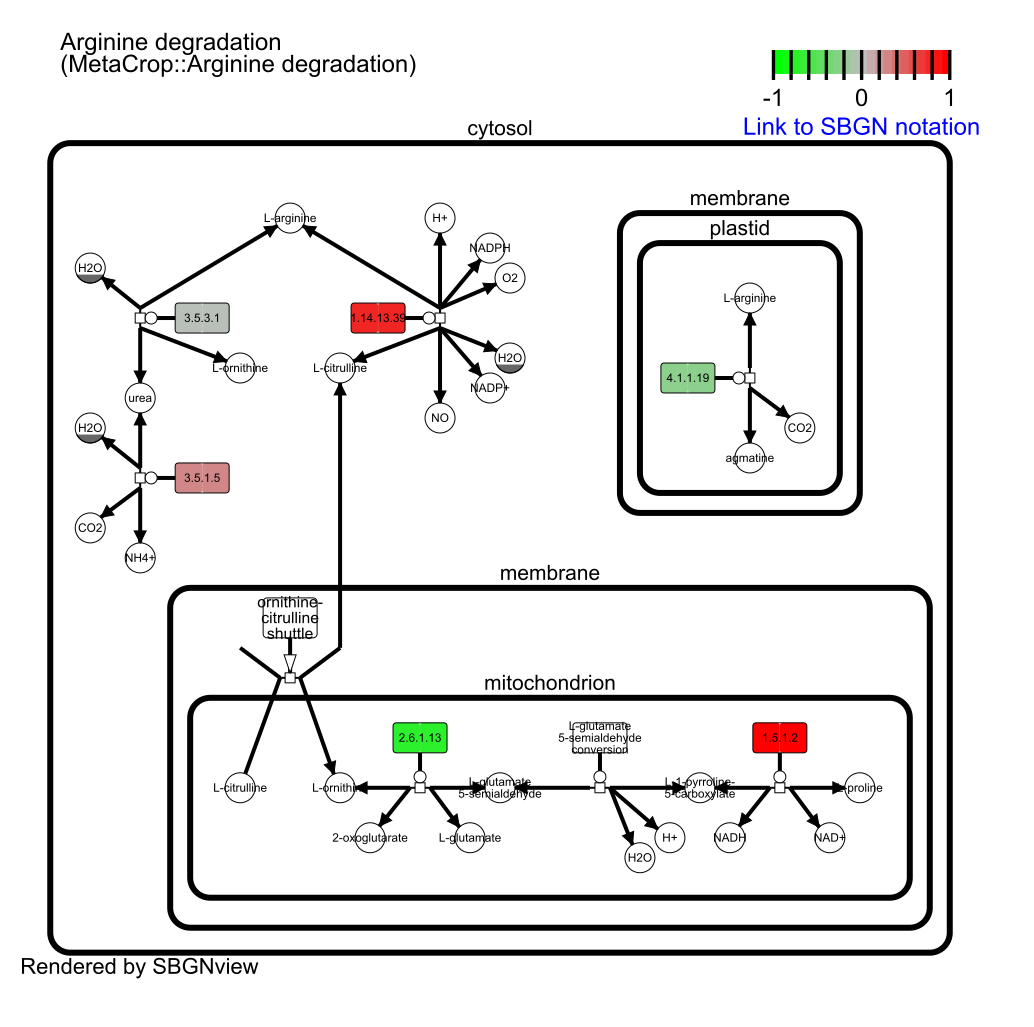 Arginine degradation
(MetaCrop::Arginine degradation)
-1 0 1
Link to SBGN notation
cytosol
membrane
plastid
L-arginine
H+
NADPH
H2O
O2
3.5.3.1
1.14.13.39
L-ornithine
L-citrulline
H2O
NADP+
urea
NO
H2O
3.5.1.5
CO2
NH4+
L-arginine
4.1.1.19
CO2
agmatine
membrane
ornithine-
citrulline
shuttle
mitochondrion
2.6.1.13
L-glutamate
5-semialdehyde
conversion
1.5.1.2
L-citrulline
L-ornithi
L-glutamate
5-semialdehyde
L-1-pyrroline-
5-carboxylate
proline
2-oxoglutarate
L-glutamate
H2O
H+
NADH
NAD+
Rendered by SBGNview